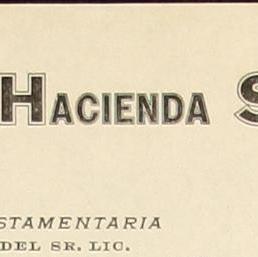 HACIENDA S
STAMENTARIA
DEL SR. LIC.